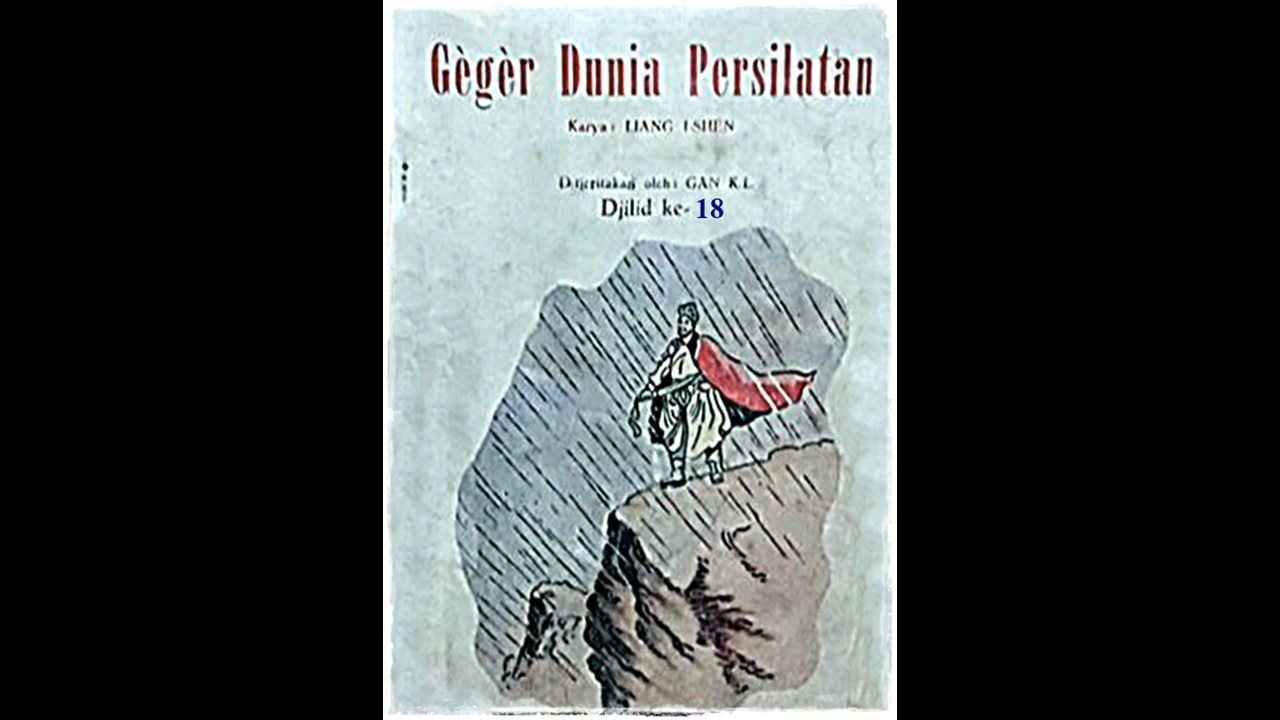 Gègèr Dunia Persilatan
Karya: LIANG I-SHEN
Ditjeritakan oleh: GAN K.L.
Djilid ke- 18